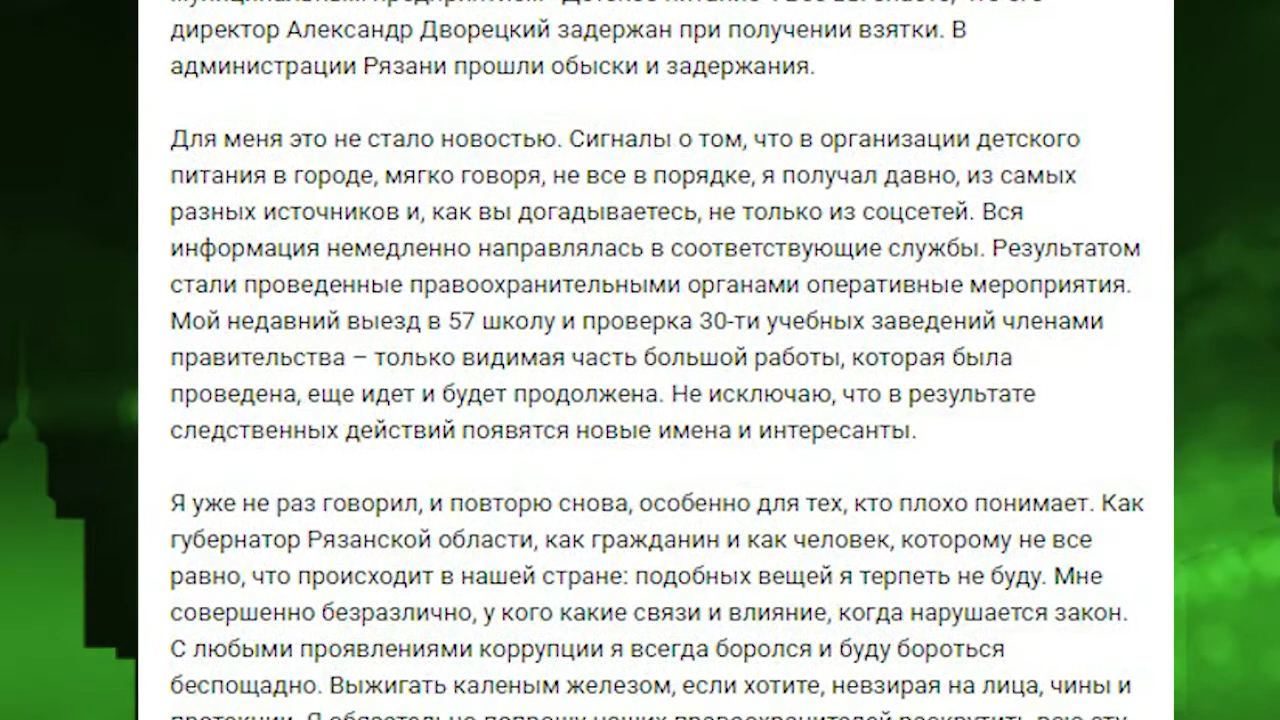 директор Александр Дворецкий задержан при получении взятки. В
администрации Рязани прошли обыски и задержания.
Для меня это не стало новостью. Сигналы о том, что в организации детского
питания в городе, мягко говоря, не все в порядке, я получал давно, из самых
разных источников и, как вы догадываетесь, не только из соцсетей. Вся
информация немедленно направлялась в соответствующие службы. Результатом
стали проведенные правоохранительными органами оперативные мероприятия.
Мой недавний выезд в 57 школу и проверка 30-ти учебных заведений членами
правительства – только видимая часть большой работы, которая была
проведена, еще идет и будет продолжена. Не исключаю, что в результате
следственных действий появятся новые имена и интересанты.
Я уже не раз говорил, и повторю снова, особенно для тех, кто плохо понимает. Как
губернатор Рязанской области, как гражданин и как человек, которому не все
равно, что происходит в нашей стране: подобных вещей я терпеть не буду. Мне
совершенно безразлично, у кого какие связи и влияние, когда нарушается закон.
С любыми проявлениями коррупции я всегда боролся и буду бороться
беспощадно. Выжигать каленым железом, если хотите, невзирая на лица, чины и